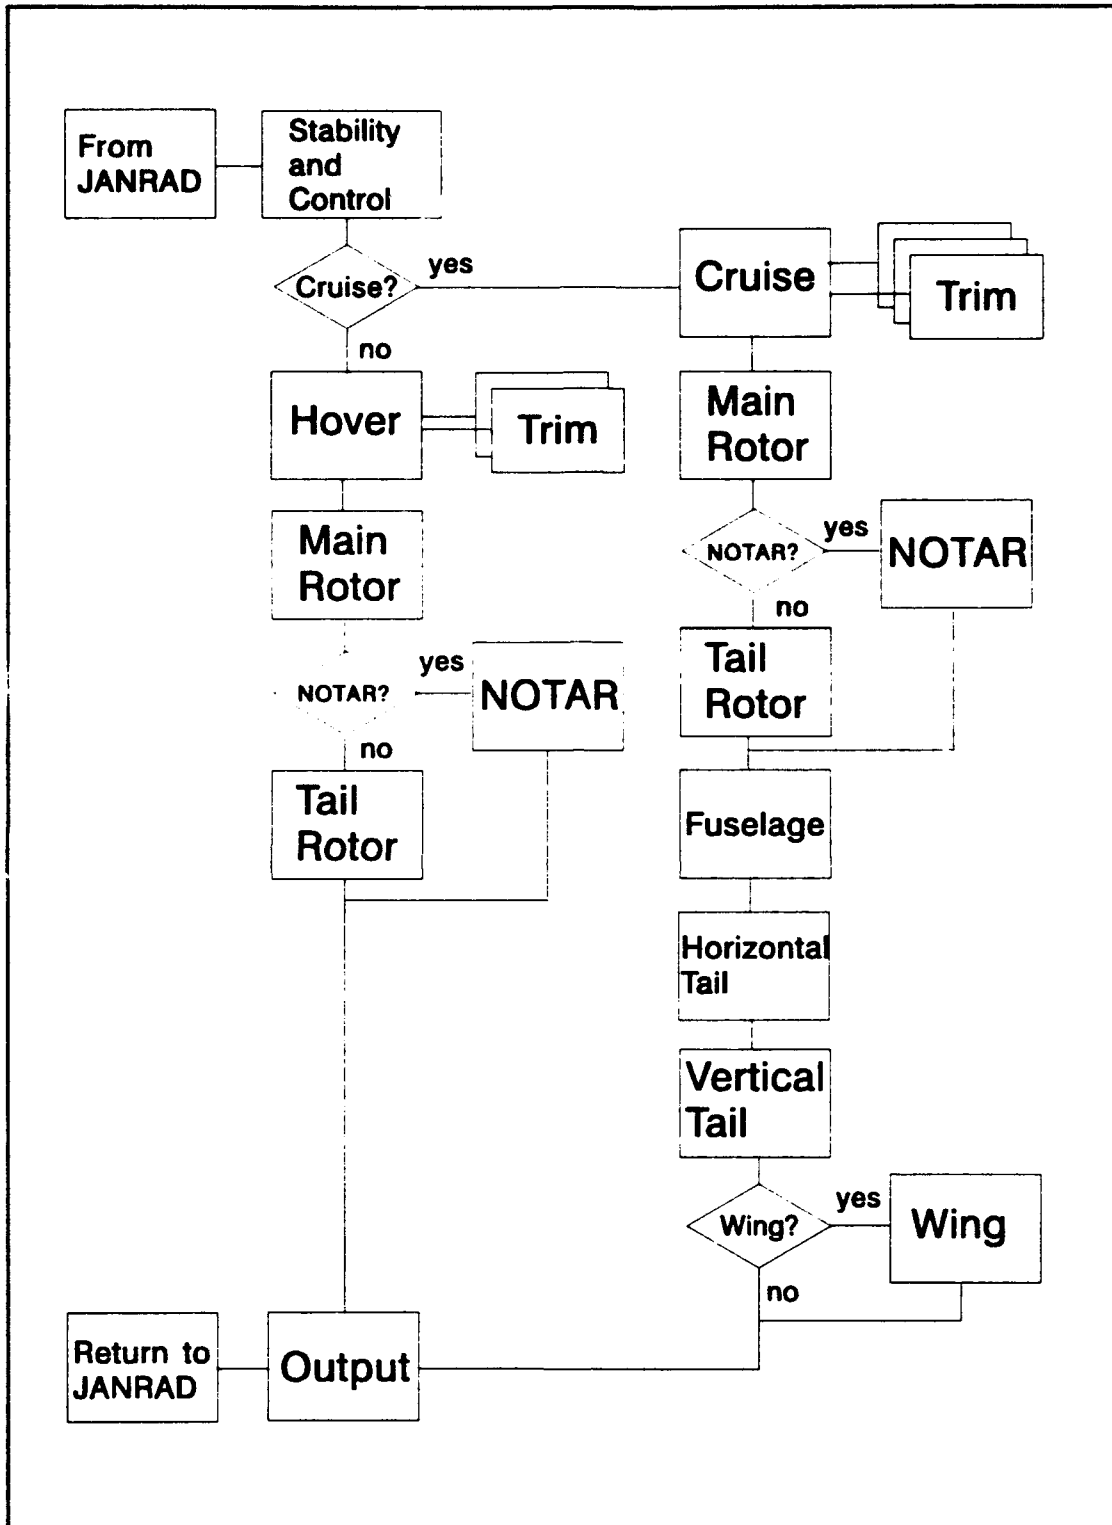 From
JANRAD
Stability
and
Control
Cruise?
yes
no
Cruise
Trim
Hover
Trim
Main
Rotor
NOTAR?
yes
no
NOTAR
Tail
Rotor
Main
Rotor
NOTAR?
yes
no
NOTAR
Tail
Rotor
Fuselage
Horizontal
Tail
Vertical
Tail
Wing?
yes
no
Wing
Output
Return to
JANRAD